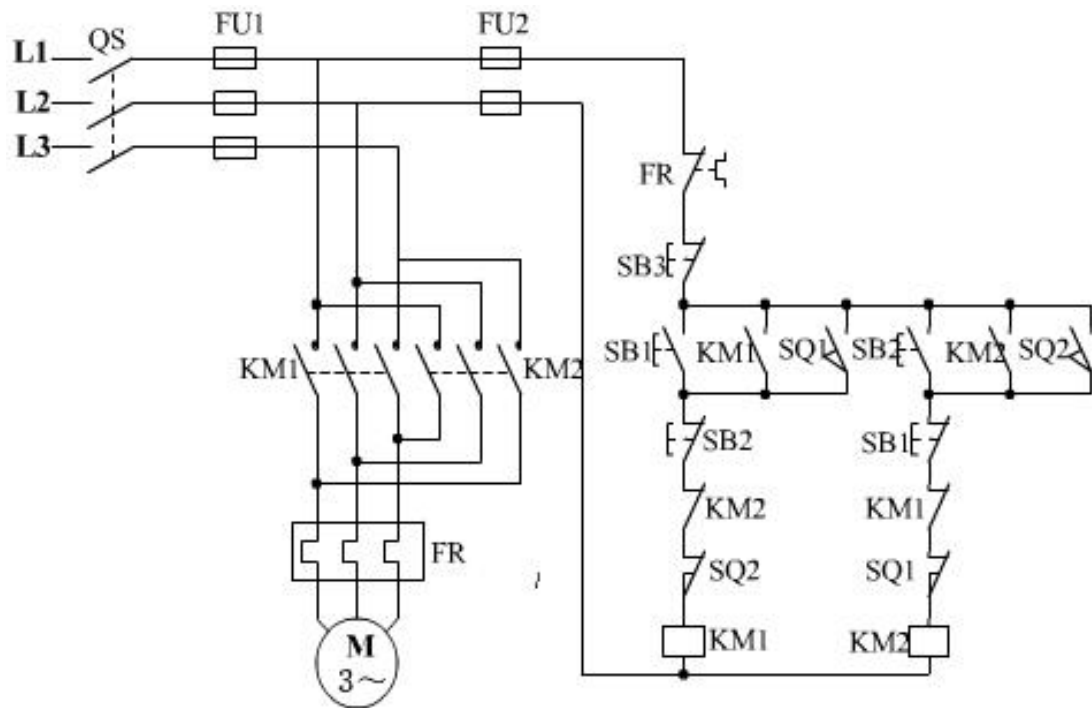 FU1 FU2
QS
L1
L2
L3
FR
SB3
SB1 KM1 SQ1 SB2 KM2 SQ2
KM1 KM2
SB2 SB1
KM2 KM1
FR SQ2 SQ1
KM1 KM2
M
3～